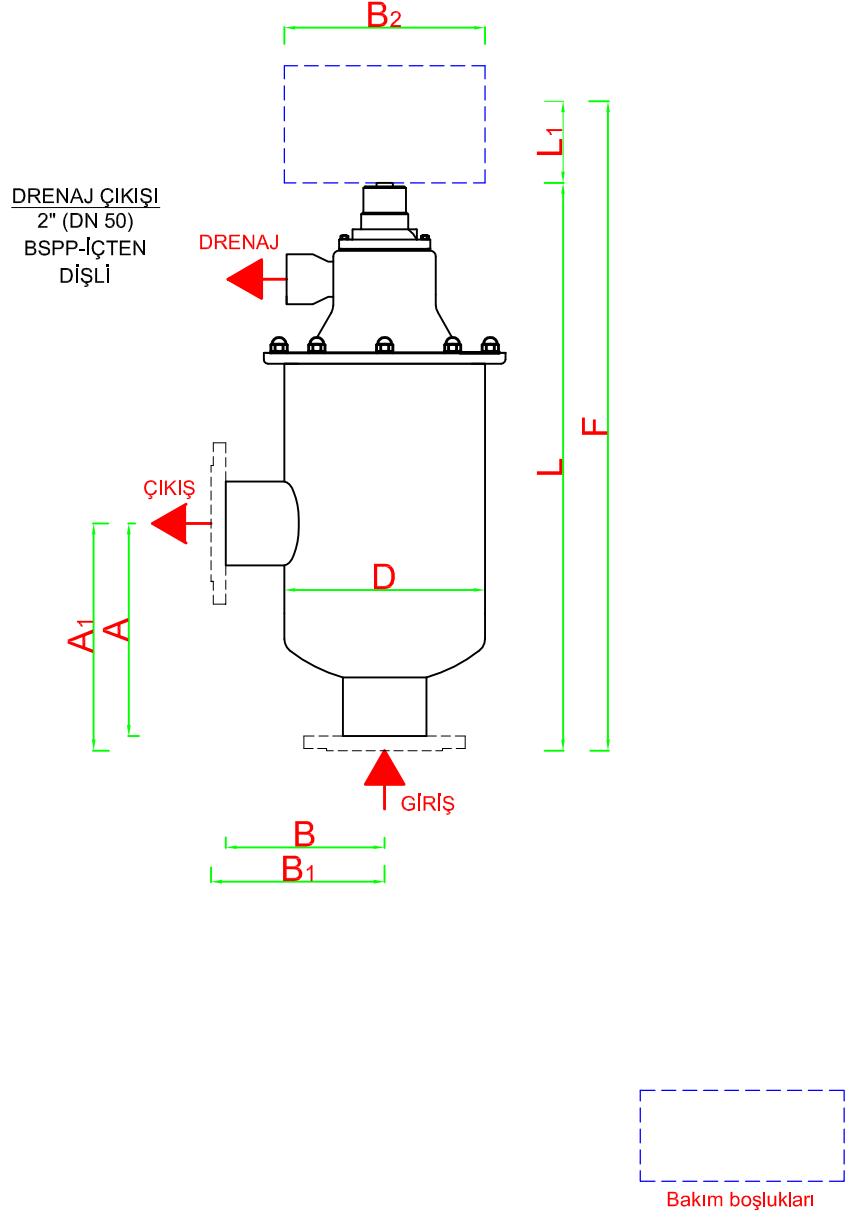 B2
L1
DRENAJ ÇIKIŞI
2" (DN 50)
BSPP-İÇTEN
DİŞLİ
DRENAJ
F
L
ÇIKIŞ
D
A1
A
GİRİŞ
B
B1
Bakım boşlukları